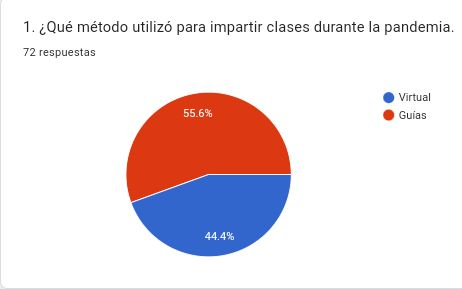 1. ¿Qué método utilizó para impartir clases durante la pandemia.
72 respuestas
Virtual
Guías
55.6%
44.4%